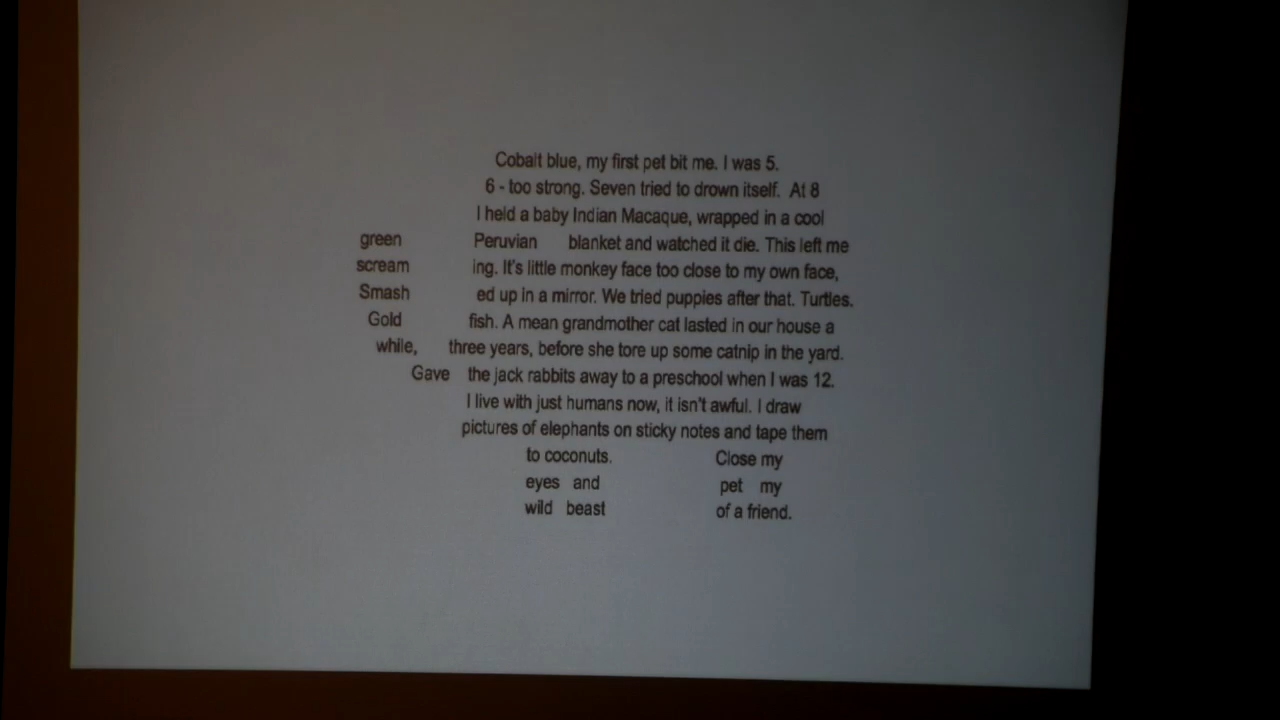 Cobalt blue, my first pet bit me. I was 5.
6 - too strong. Seven tried to drown itself. At 8
I held a baby Indian Macaque, wrapped in a cool
green Peruvian blanket and watched it die. This left me
scream ing. It's little monkey face too close to my own face,
Smash ed up in a mirror. We tried puppies after that. Turtles.
Gold fish. A mean grandmother cat lasted in our house a
while, three years, before she tore up some catnip in the yard.
Gave the jack rabbits away to a preschool when I was 12.
I live with just humans now, it isn't awful. I draw
pictures of elephants on sticky notes and tape them
to coconuts. Close my
eyes and pet my
wild beast of a friend.